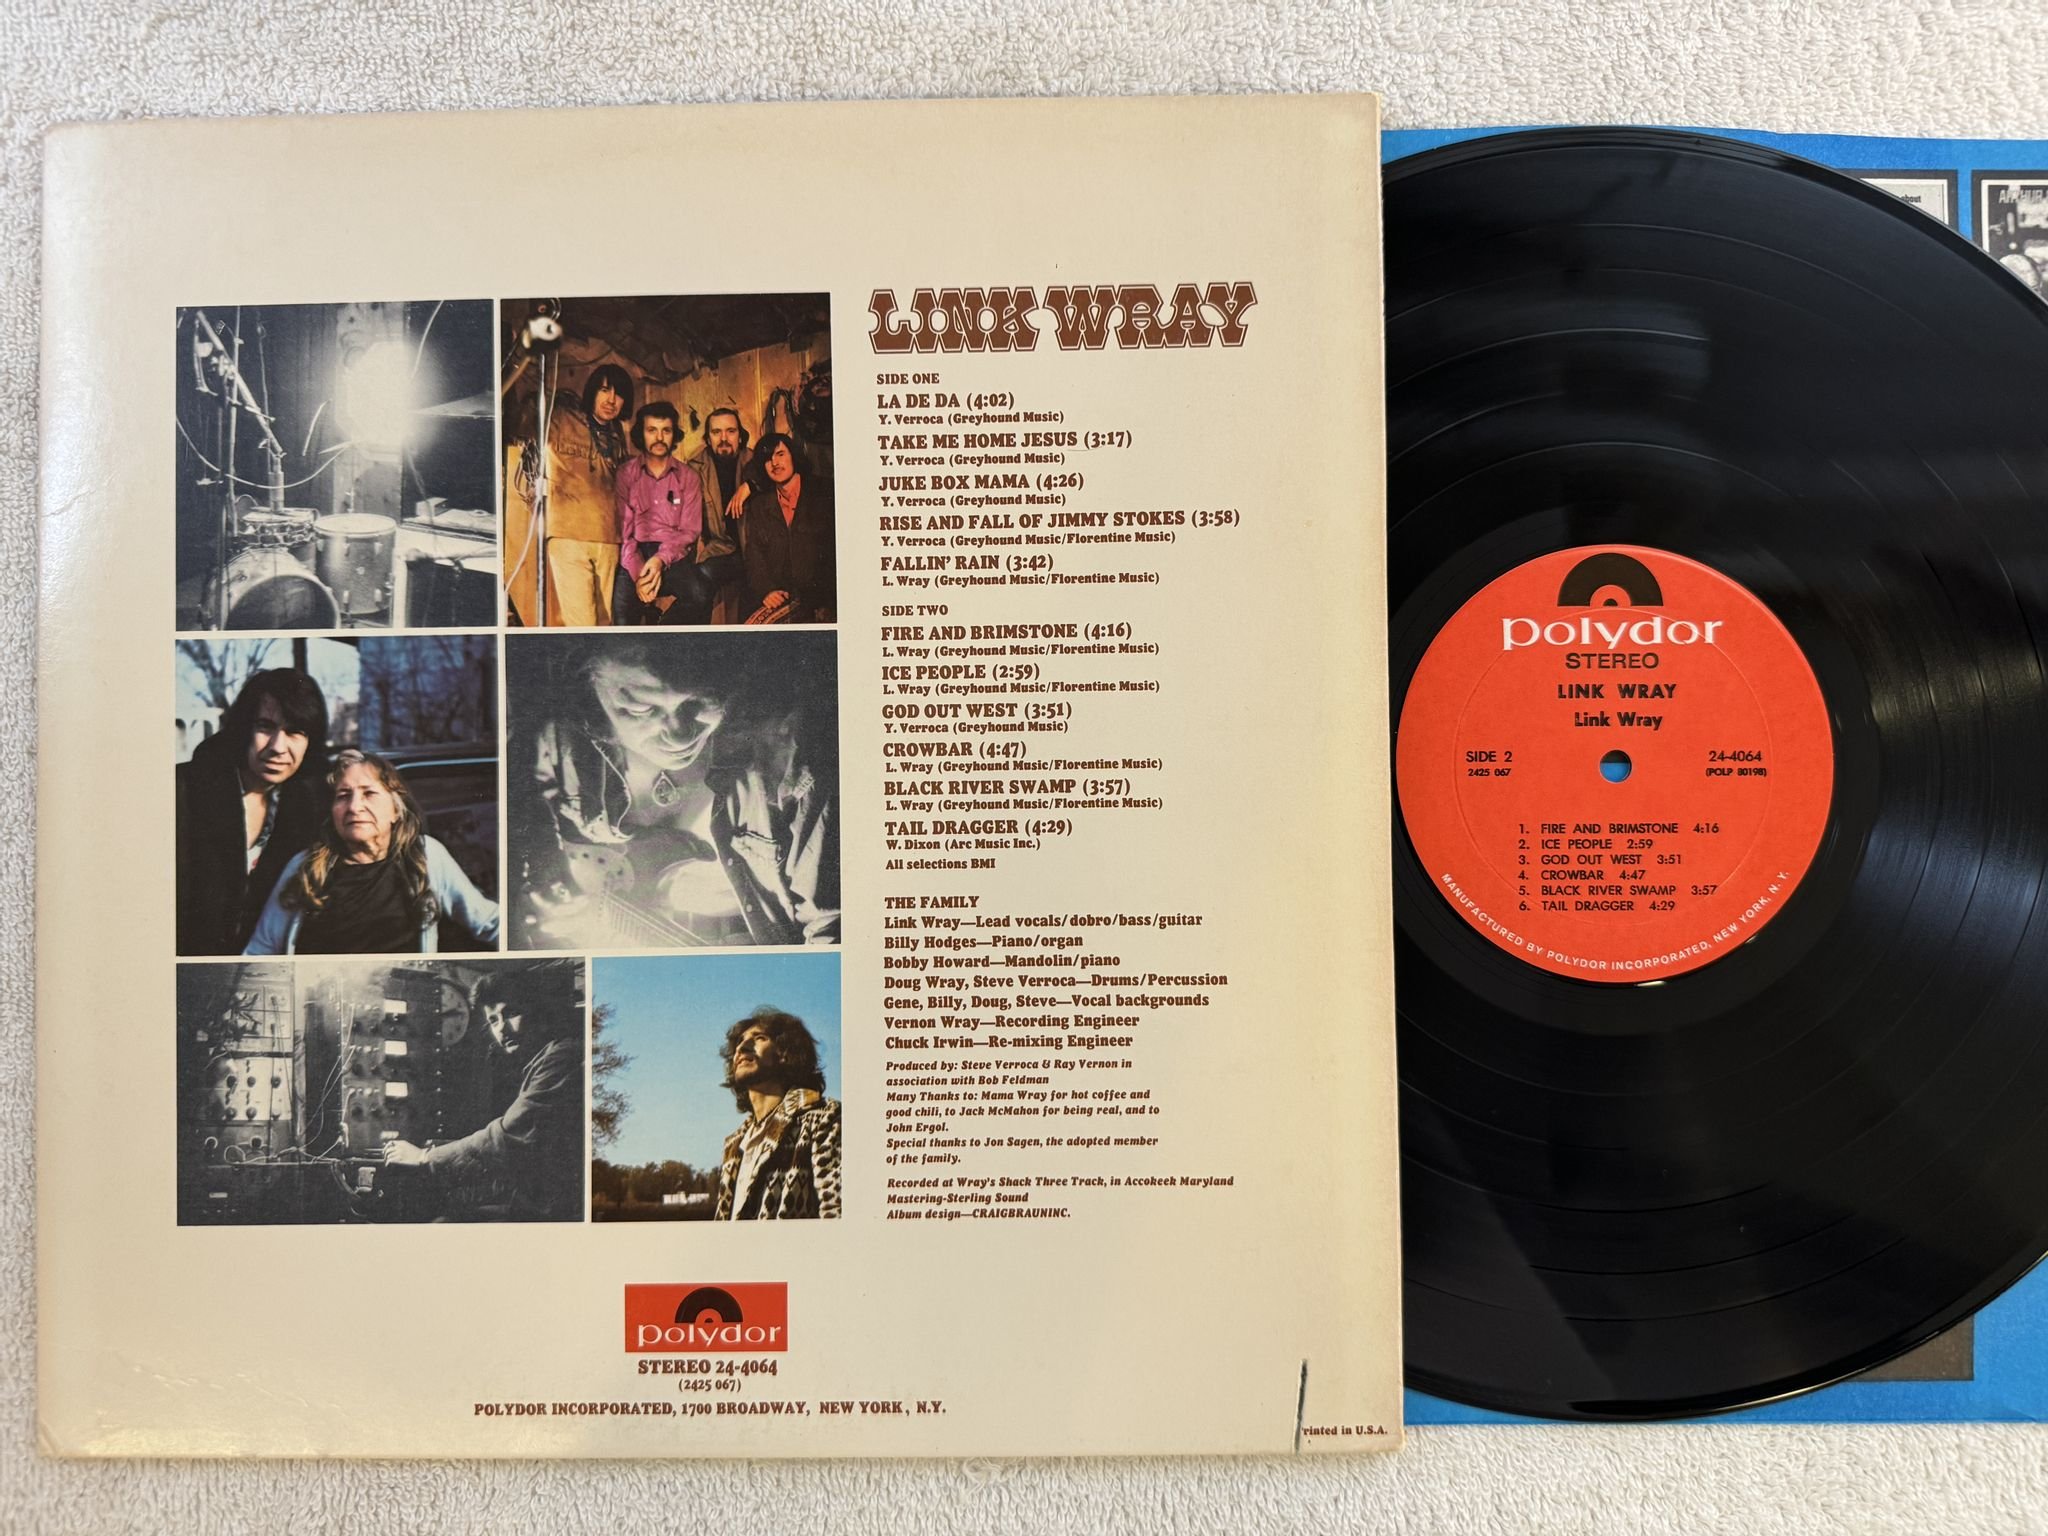 LINK WRAY
SIDE ONE
LA DE DA (4:02)
Y. Verroca (Greyhound Music)
TAKE ME HOME JESUS (3:17)
Y. Verroca (Greyhound Music)
JUKE BOX MAMA (4:26)
Y. Verroca (Greyhound Music)
RISE AND FALL OF JIMMY STOKES (3:58)
Y. Verroca (Greyhound Music/Florentine Music)
FALLIN' RAIN (3:42)
L. Wray (Greyhound Music/Florentine Music)
SIDE TWO
FIRE AND BRIMSTONE (4:16)
L. Wray (Greyhound Music/Florentine Music)
ICE PEOPLE (2:59)
L. Wray (Greyhound Music/Florentine Music)
GOD OUT WEST (3:51)
Y. Verroca (Greyhound Music)
CROWBAR (4:47)
L. Wray (Greyhound Music/Florentine Music)
BLACK RIVER SWAMP (3:57)
L. Wray (Greyhound Music/Florentine Music)
TAIL DRAGGER (4:29)
W. Dixon (Arc Music Inc.)
All selections BMI
THE FAMILY
Link Wray—Lead vocals/dobro/bass/guitar
Billy Hodges—Piano/organ
Bobby Howard—Mandolin/piano
Doug Wray, Steve Verroca—Drums/Percussion
Gene, Billy, Doug, Steve—Vocal backgrounds
Vernon Wray—Recording Engineer
Chuck Irwin—Re-mixing Engineer
Produced by: Steve Verroca & Ray Vernon in
association with Bob Feldman
Many Thanks to: Mama Wray for hot coffee and
good chili, to Jack McMahon for being real, and to
John Ergol.
Special thanks to Jon Sagen, the adopted member
of the family.
Recorded at Wray's Shack Three Track, in Accokeek Maryland
Mastering-Sterling Sound
Album design—CRAIGBRAUNINC.
polydor
STEREO 24-4064
(2425 067)
POLYDOR INCORPORATED, 1700 BROADWAY, NEW YORK, N.Y.
rinted in U.S.A.
polydor
STEREO
LINK WRAY
Link Wray
SIDE 2
2425 067
24-4064
(POLP 80198)
1. FIRE AND BRIMSTONE 4:16
2. ICE PEOPLE 2:59
3. GOD OUT WEST 3:51
4. CROWBAR 4:47
5. BLACK RIVER SWAMP 3:57
6. TAIL DRAGGER 4:29
MANUFACTURED BY POLYDOR INCORPORATED, NEW YORK, N.Y.
about